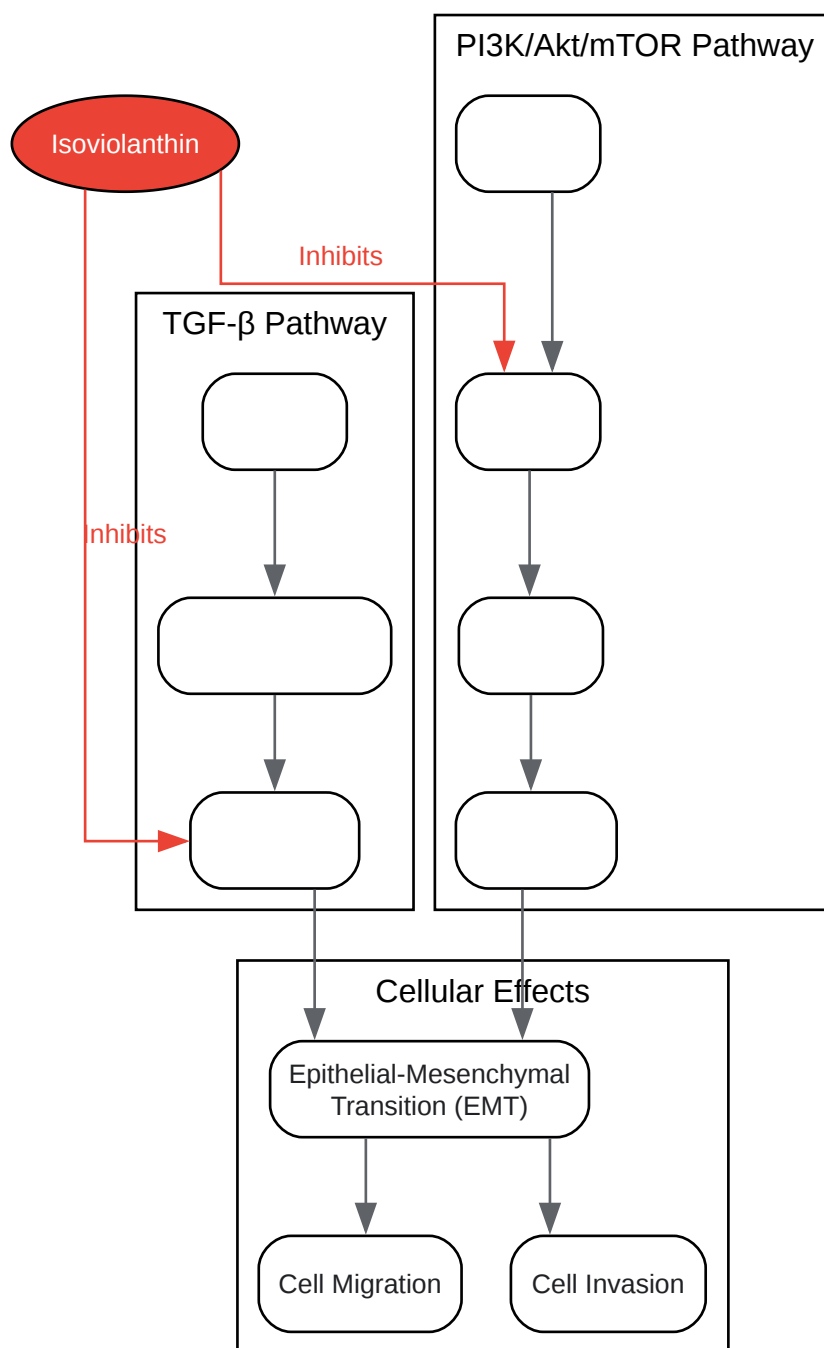 PI3K/Akt/mTOR Pathway
Isoviolanthin
Inhibits
TGF-β Pathway
Inhibits
Cellular Effects
Epithelial-Mesenchymal
Transition (EMT)
Cell Migration
Cell Invasion